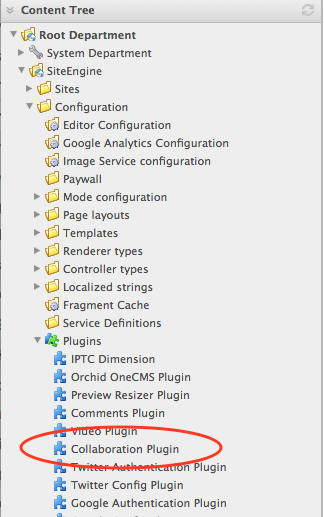 Content Tree
Root Department
System Department
SiteEngine
Sites
Configuration
Editor Configuration
Google Analytics Configuration
Image Service configuration
Paywall
Mode configuration
Page layouts
Templates
Renderer types
Controller types
Localized strings
Fragment Cache
Service Definitions
Plugins
IPTC Dimension
Orchid OneCMS Plugin
Preview Resizer Plugin
Comments Plugin
Video Plugin
Collaboration Plugin
Twitter Authentication Plugin
Twitter Config Plugin
Google Authentication Plugin